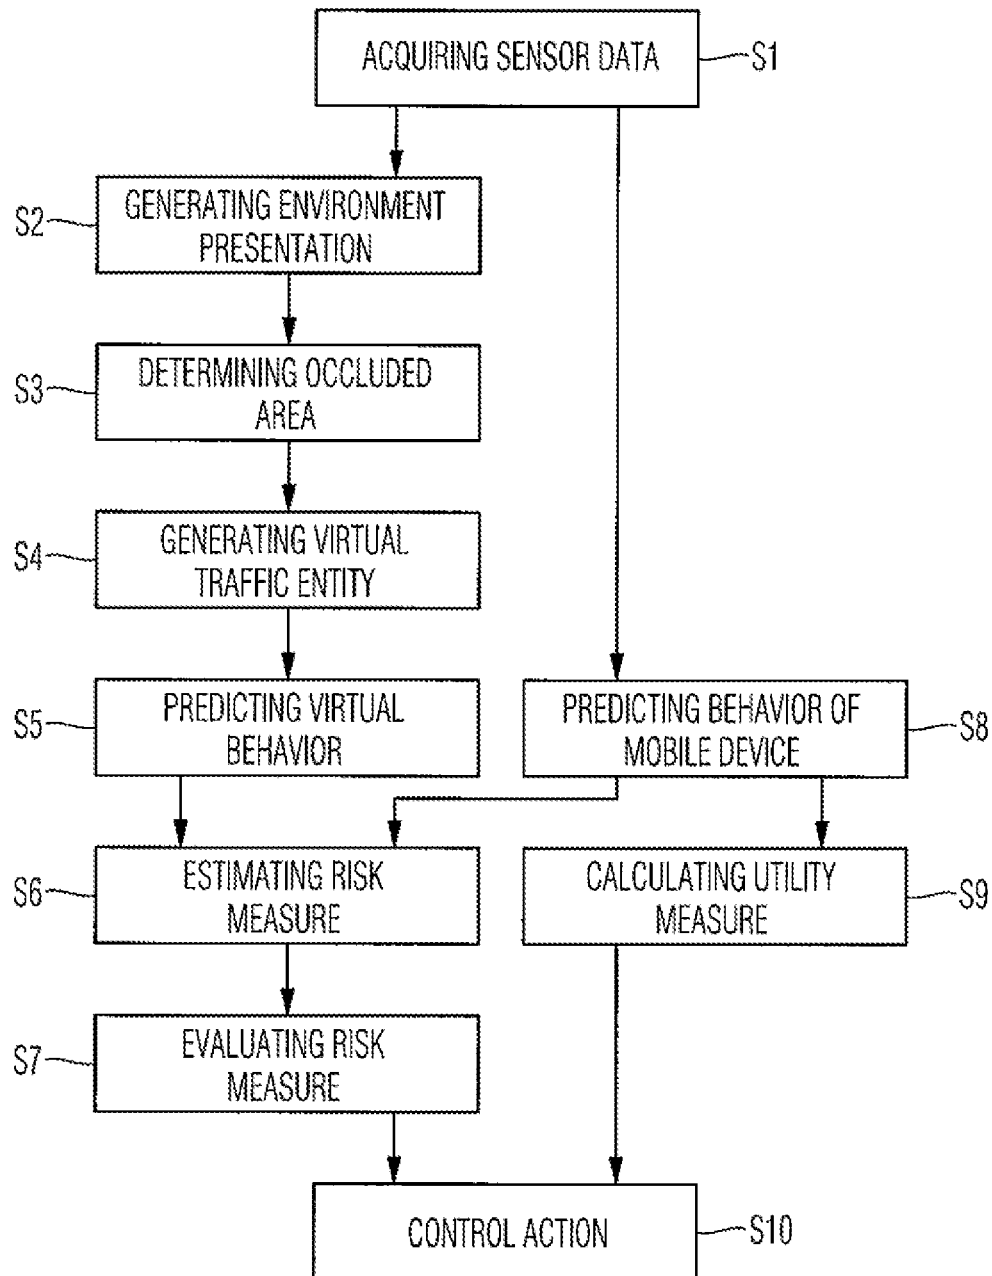 ACQUIRING SENSOR DATA
S1
S2
GENERATING ENVIRONMENT
PRESENTATION
S3
DETERMINING OCCLUDED
AREA
S4
GENERATING VIRTUAL
TRAFFIC ENTITY
S5
PREDICTING VIRTUAL
BEHAVIOR
PREDICTING BEHAVIOR OF
MOBILE DEVICE
S8
S6
ESTIMATING RISK
MEASURE
CALCULATING UTILITY
MEASURE
S9
S7
EVALUATING RISK
MEASURE
CONTROL ACTION
S10